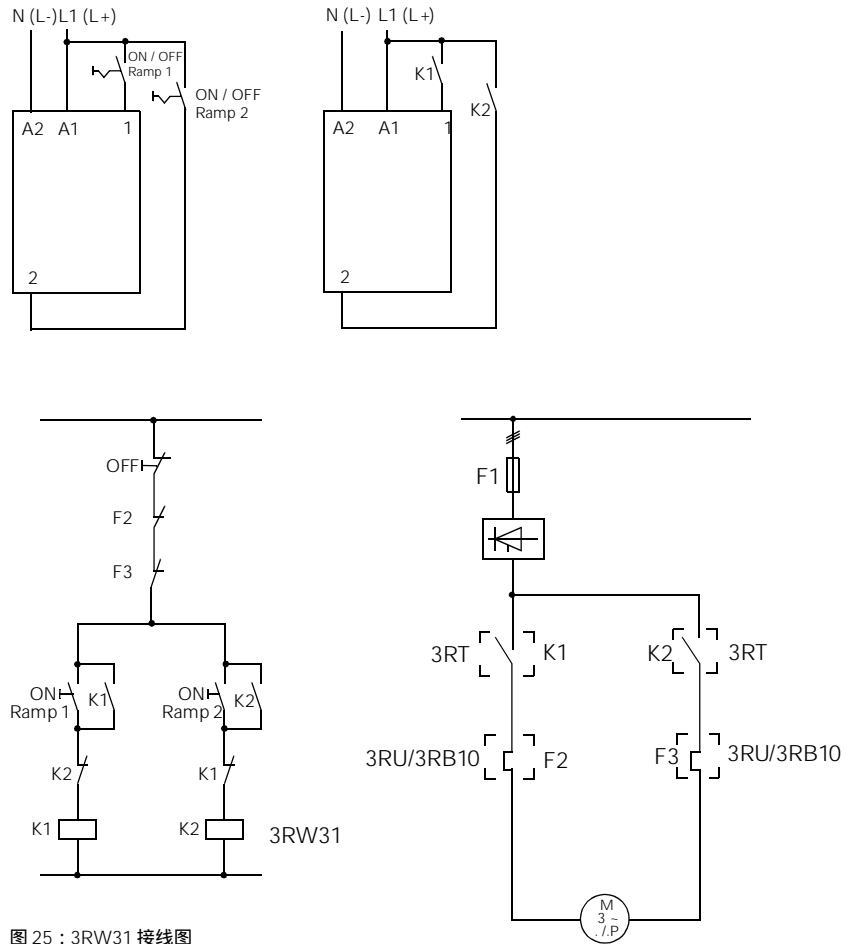 N (L-) L1 (L+)
ON / OFF
Ramp 1
ON / OFF
Ramp 2
A2 A1 1
2
N (L-) L1 (L+)
K1
K2
A2 A1 1
2
OFF
F2
F3
ON
Ramp 1
K1
ON
Ramp 2
K2
K2
K1
K1
K2
3RW31
F1
3RT
K1
K2
3RT
3RU/3RB10
F2
F3
3RU/3RB10
M
3 ~
. /.P
图 25 : 3RW31 接线图